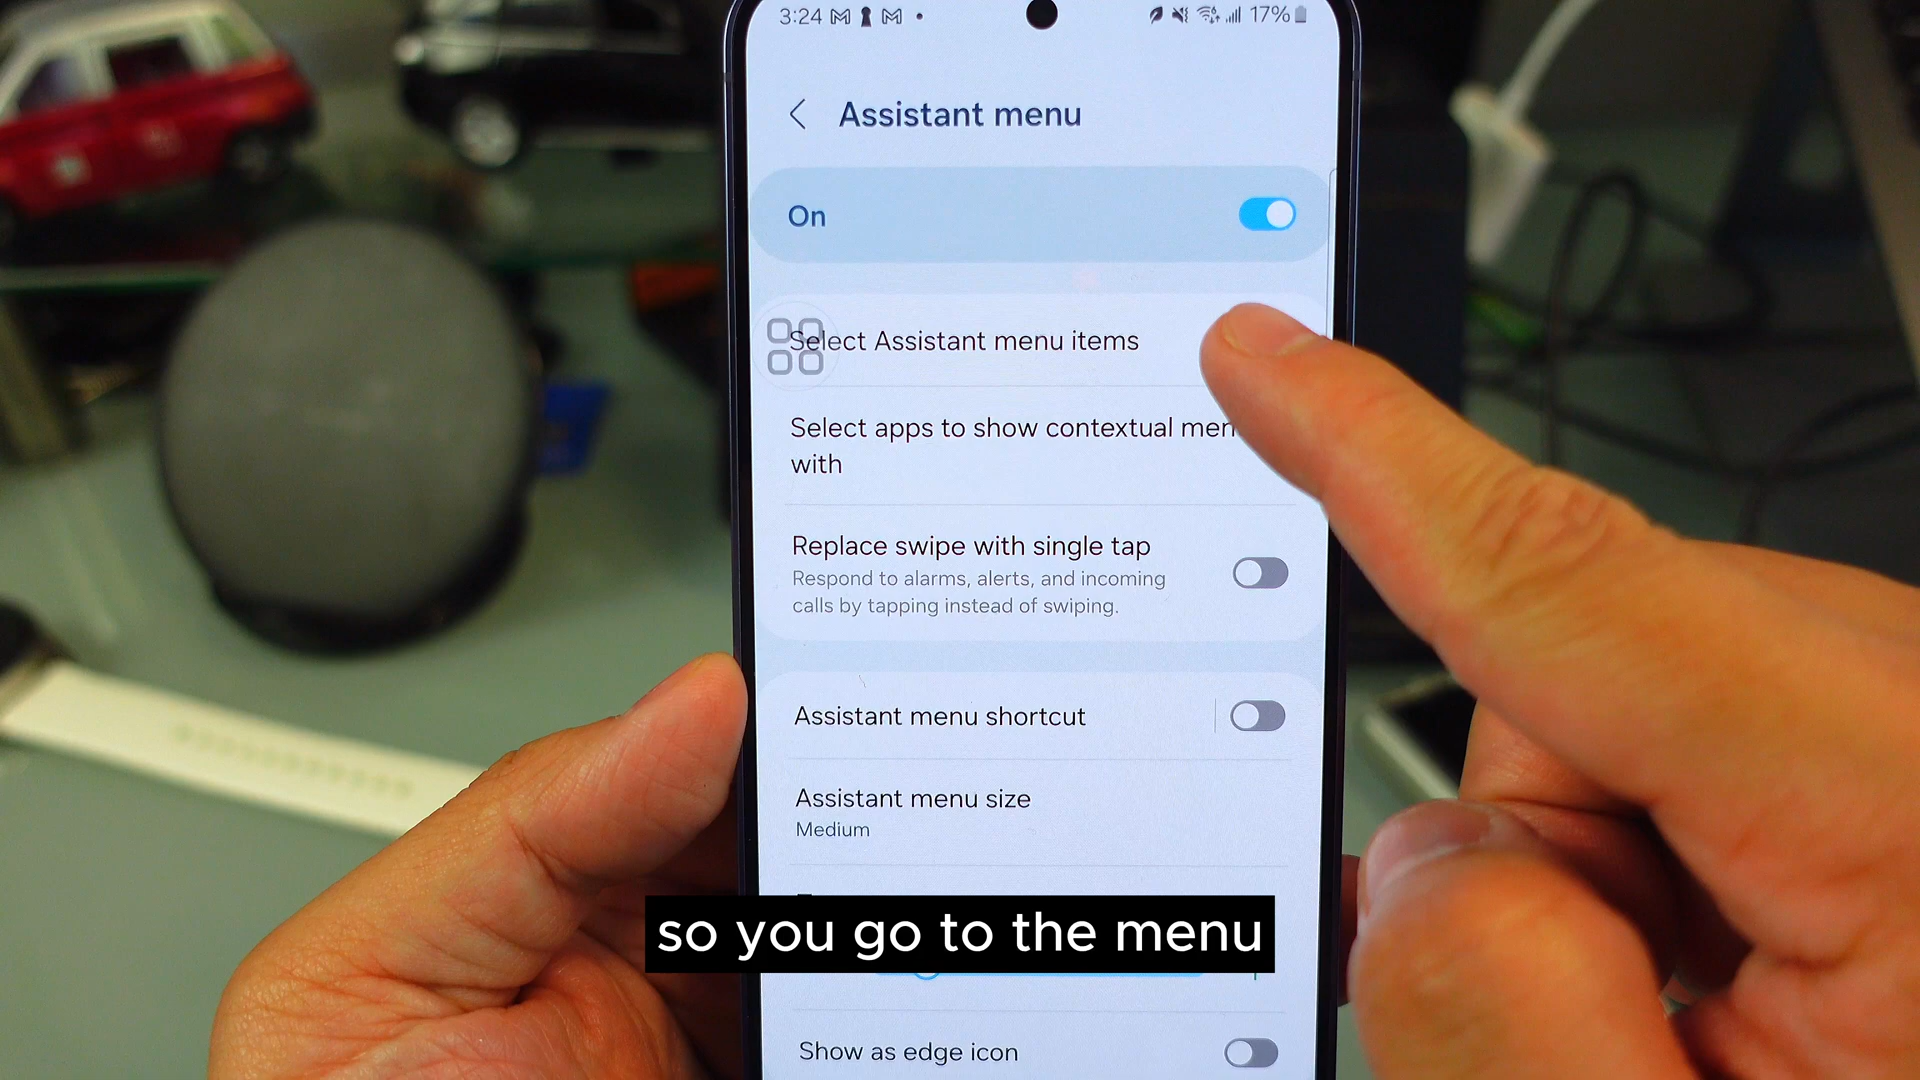 3:24
17%
Assistant menu
On
Select Assistant menu items
Select apps to show contextual men
with
Replace swipe with single tap
Respond to alarms, alerts, and incoming
calls by tapping instead of swiping.
Assistant menu shortcut
Assistant menu size
Medium
so you go to the menu
Show as edge icon